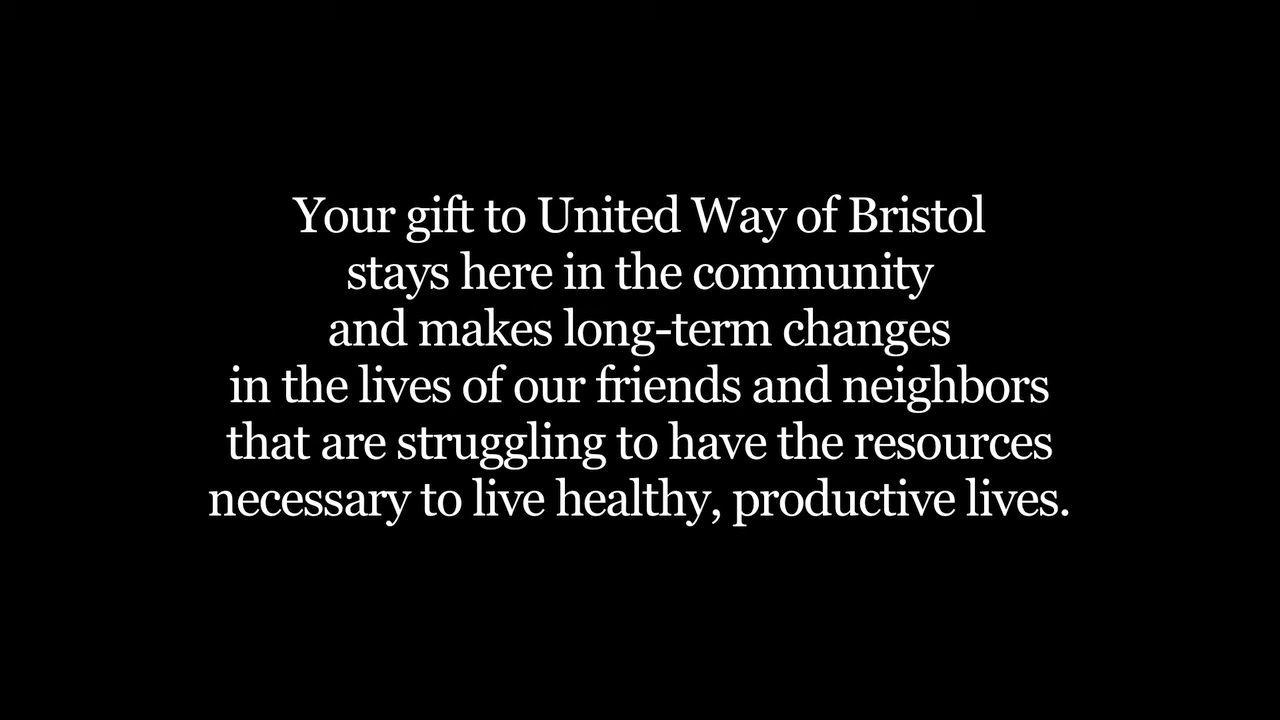 Your gift to United Way of Bristol
stays here in the community
and makes long-term changes
in the lives of our friends and neighbors
that are struggling to have the resources
necessary to live healthy, productive lives.